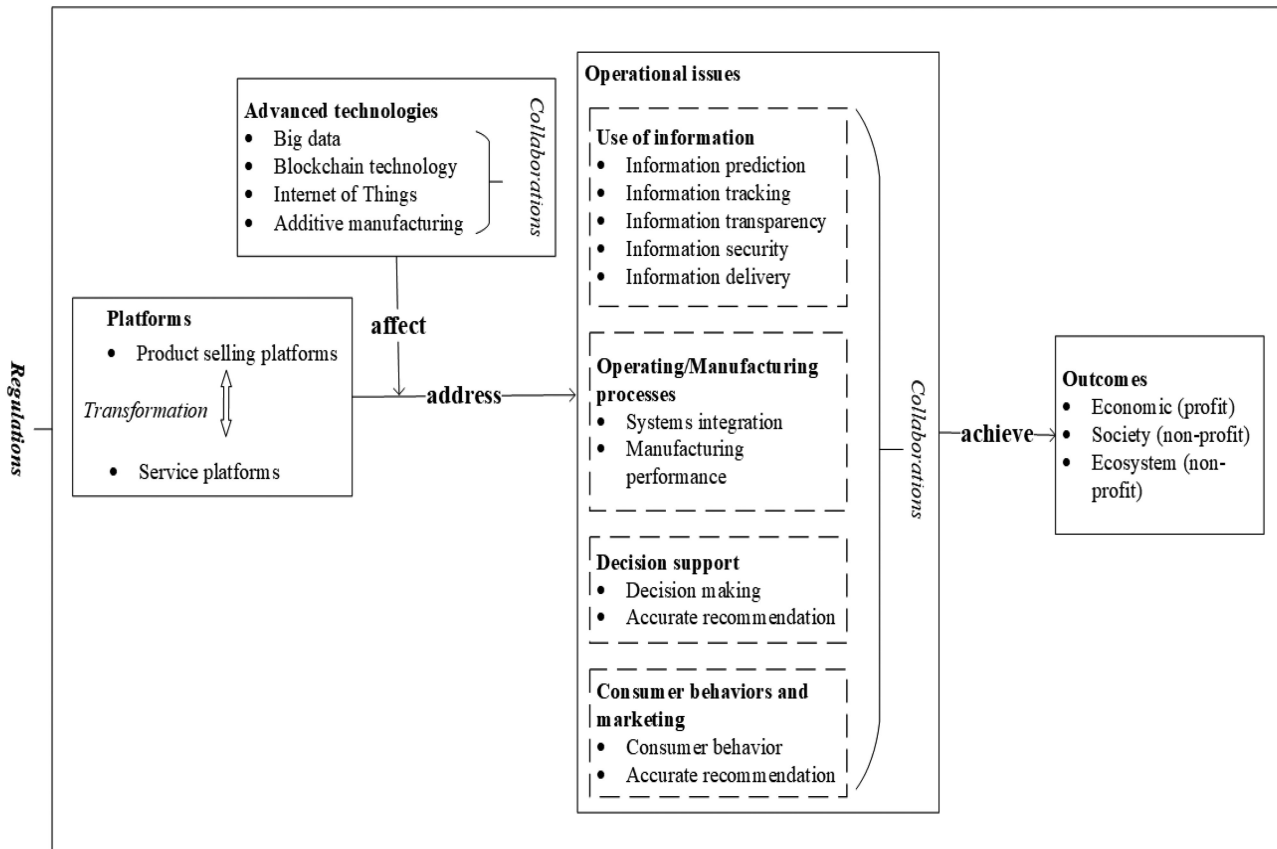 Regulations
Advanced technologies
• Big data
• Blockchain technology
• Internet of Things
• Additive manufacturing
Collaborations
affect
Platforms
• Product selling platforms
Transformation
• Service platforms
address
Operational issues
Use of information
• Information prediction
• Information tracking
• Information transparency
• Information security
• Information delivery
Operating/Manufacturing
processes
• Systems integration
• Manufacturing
performance
Decision support
• Decision making
• Accurate recommendation
Consumer behaviors and
marketing
• Consumer behavior
• Accurate recommendation
Collaborations
achieve
Outcomes
• Economic (profit)
• Society (non-profit)
• Ecosystem (non-
profit)